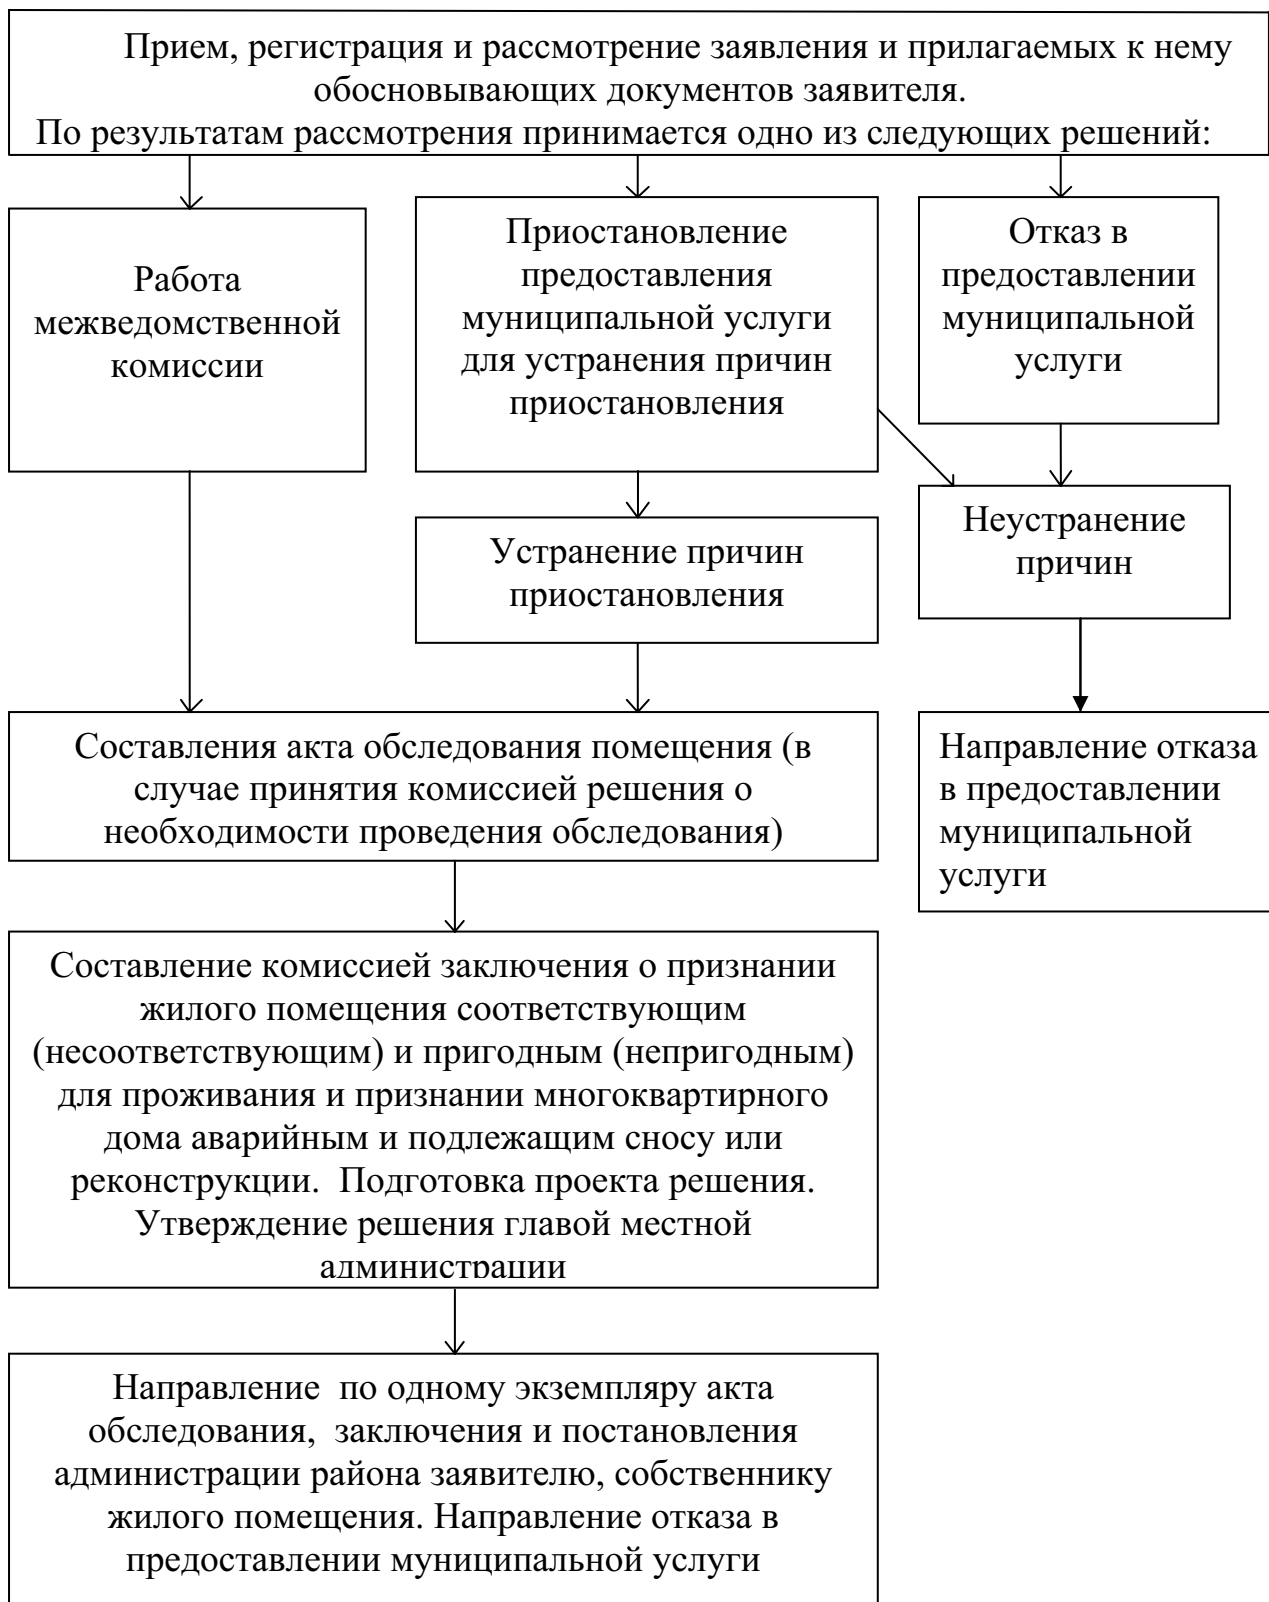 Прием, регистрация и рассмотрение заявления и прилагаемых к нему
обосновывающих документов заявителя.
По результатам рассмотрения принимается одно из следующих решений:
Работа
межведомственной
комиссии
Приостановление
предоставления
муниципальной услуги
для устранения причин
приостановления
Отказ в
предоставлении
муниципальной
услуги
Устранение причин
приостановления
Неустранение
причин
Составления акта обследования помещения (в
случае принятия комиссией решения о
необходимости проведения обследования)
Направление отказа
в предоставлении
муниципальной
услуги
Составление комиссией заключения о признании
жилого помещения соответствующим
(несоответствующим) и пригодным (непригодным)
для проживания и признании многоквартирного
дома аварийным и подлежащим сносу или
реконструкции.  Подготовка проекта решения.
Утверждение решения главой местной
администрации
Направление  по одному экземпляру акта
обследования,  заключения и постановления
администрации района заявителю, собственнику
жилого помещения. Направление отказа в
предоставлении муниципальной услуги